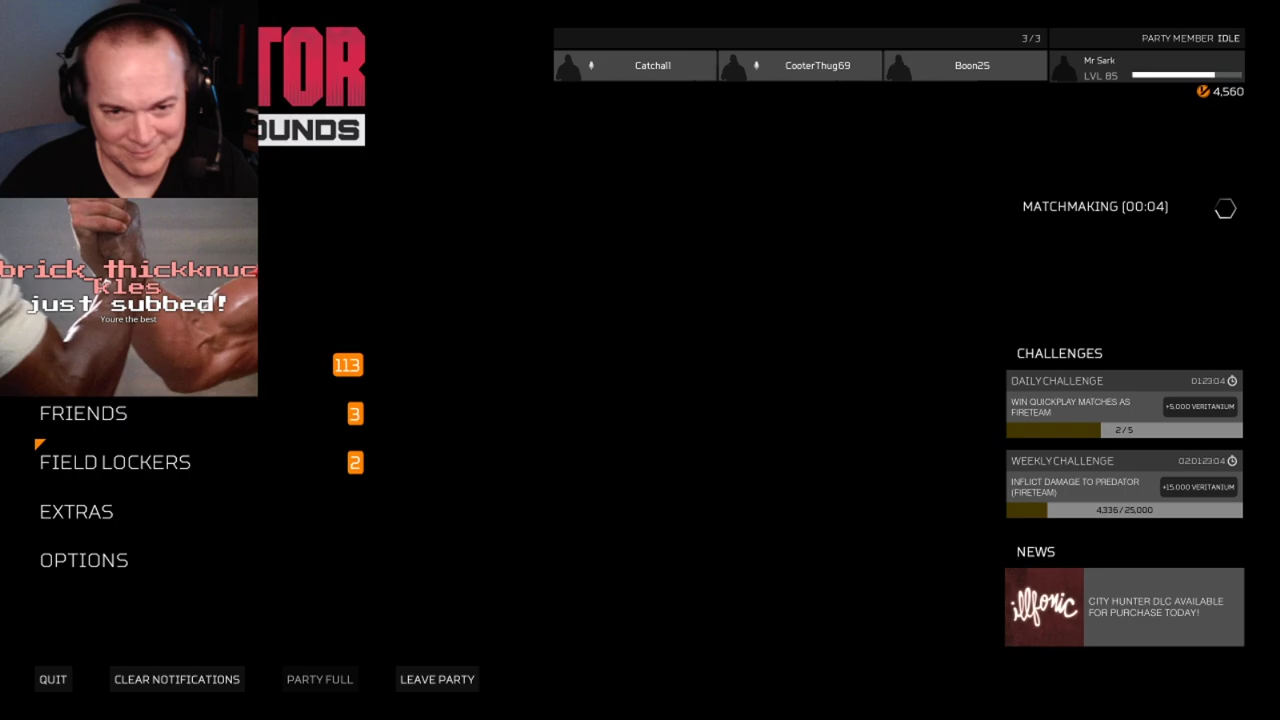 TOR
OUNDS
3/3
PARTY MEMBER IDLE
Catchall
CooterThug69
Boon25
Mr Sark
LVL 85
4,560
MATCHMAKING (00:04)
brick_thickknuc
kles
just subbed!
Youre the best
113
FRIENDS
3
FIELD LOCKERS
2
EXTRAS
OPTIONS
CHALLENGES
DAILY CHALLENGE
01:23:04
WIN QUICKPLAY MATCHES AS
FIRETEAM
+5,000 VERITANIUM
2/5
WEEKLY CHALLENGE
02:01:23:04
INFLICT DAMAGE TO PREDATOR
(FIRETEAM)
+15,000 VERITANIUM
4,336/25,000
NEWS
illfonic
CITY HUNTER DLC AVAILABLE
FOR PURCHASE TODAY!
QUIT
CLEAR NOTIFICATIONS
PARTY FULL
LEAVE PARTY